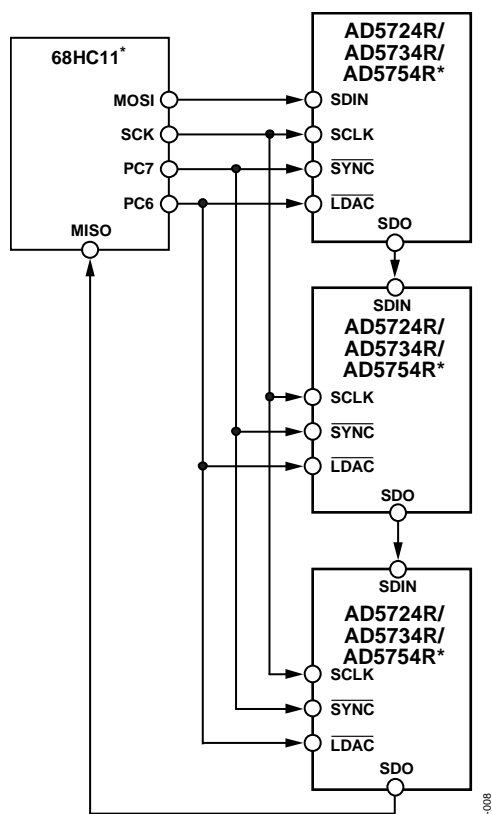 68HC11*
MOSI
SCK
PC7
PC6
MISO
AD5724R/
AD5734R/
AD5754R*
SDIN
SCLK
SYNC
LDAC
SDO
SDIN
AD5724R/
AD5734R/
AD5754R*
SCLK
SYNC
LDAC
SDO
SDIN
AD5724R/
AD5734R/
AD5754R*
SCLK
SYNC
LDAC
SDO
-008